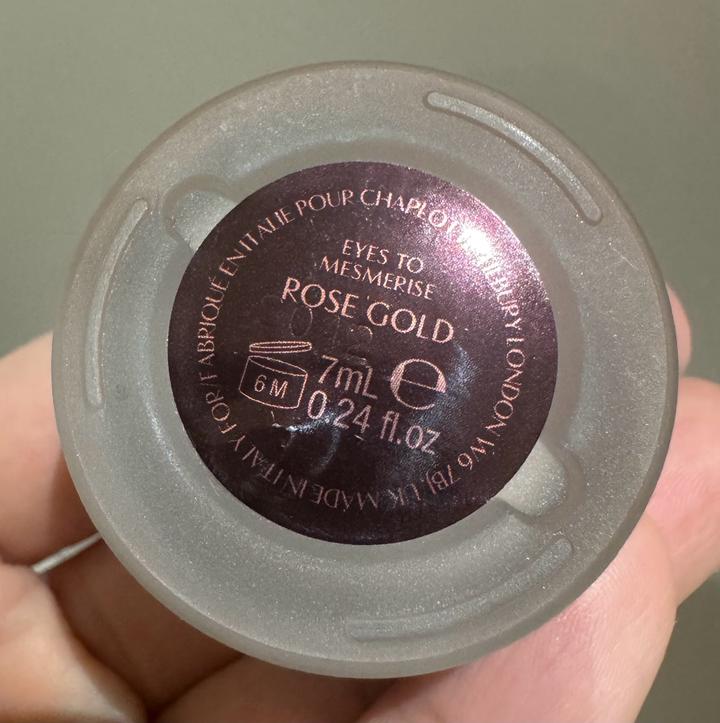 EYES TO
MESMERISE
ROSE GOLD
6 M
7mL ℮
0.24 fl.oz
MADE IN ITALY FOR/FABRIQUE EN ITALIE POUR CHARLOTTE TILBURY LONDON W6 7BJ, UK